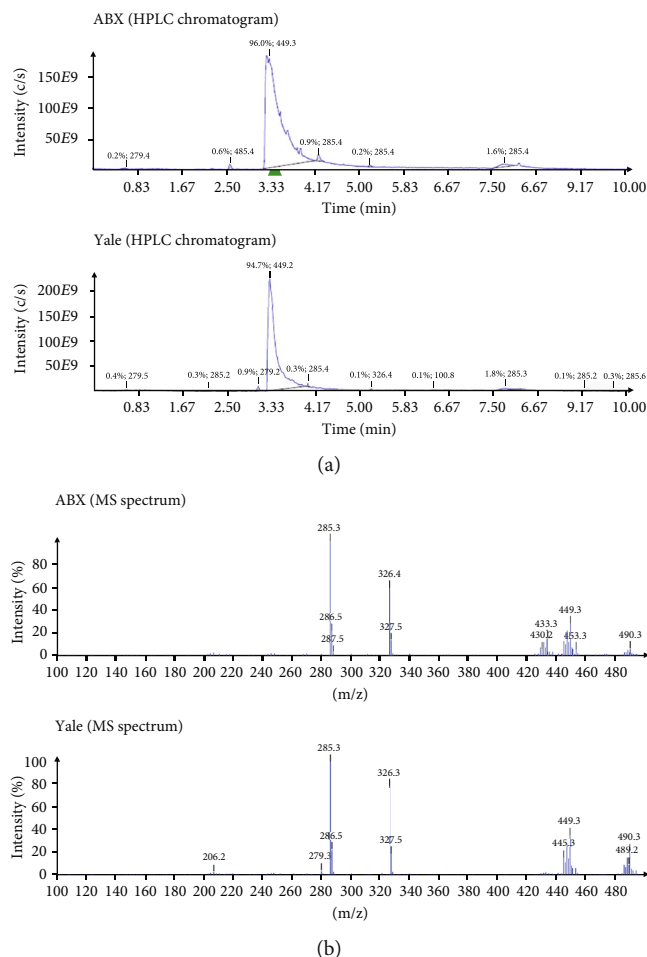 ABX (HPLC chromatogram)
Intensity (c/s)
150E9
100E9
50E9
96.0%; 449.3
0.2%; 279.4
0.6%; 485.4
0.9%; 285.4
0.2%; 285.4
1.6%; 285.4
0.83 1.67 2.50 3.33 4.17 5.00 5.83 6.67 7.50 6.67 9.17 10.00
Time (min)
Yale (HPLC chromatogram)
Intensity (c/s)
200E9
150E9
100E9
50E9
94.7%; 449.2
0.4%; 279.5
0.3%; 285.2
0.9%; 279.2
0.3%; 285.4
0.1%; 326.4
0.1%; 100.8
1.8%; 285.3
0.1%; 285.2
0.3%; 285.6
0.83 1.67 2.50 3.33 4.17 5.00 5.83 6.67 7.50 6.67 9.17 10.00
Time (min)
(a)
ABX (MS spectrum)
Intensity (%)
80
60
40
20
0
285.3
286.5
287.5
326.4
327.5
430.2
433.3
449.3
453.3
490.3
100 120 140 160 180 200 220 240 260 280 300 320 340 360 380 400 420 440 460 480
(m/z)
Yale (MS spectrum)
Intensity (%)
100
80
60
40
20
0
206.2
279.3
285.3
286.5
326.3
327.5
445.3
449.3
490.3
489.2
100 120 140 160 180 200 220 240 260 280 300 320 340 360 380 400 420 440 460 480
(m/z)
(b)